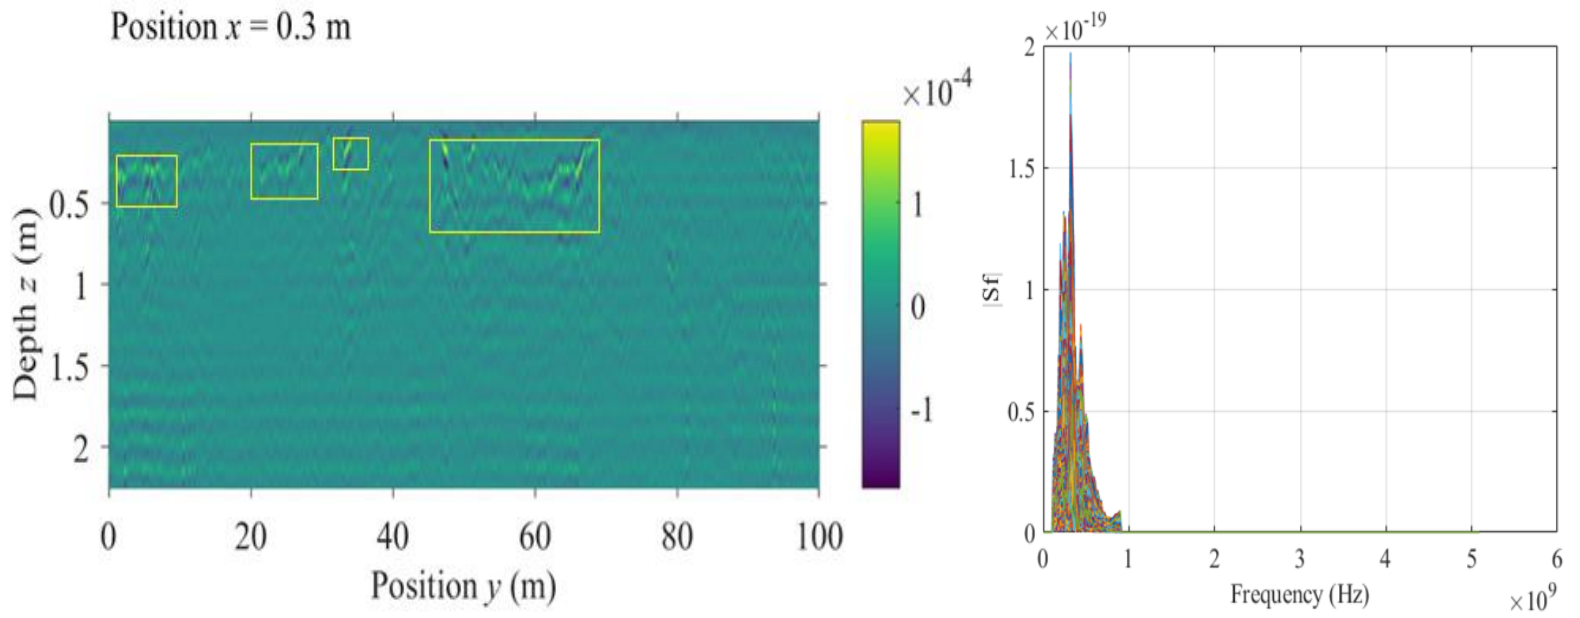 Position x = 0.3 m
×10⁻⁴
1
0
-1
Depth z (m)
0.5
1
1.5
2
0 20 40 60 80 100
Position y (m)
×10⁻¹⁹
2
1.5
1
0.5
0
|Sf|
0 1 2 3 4 5 6
Frequency (Hz)
×10⁹